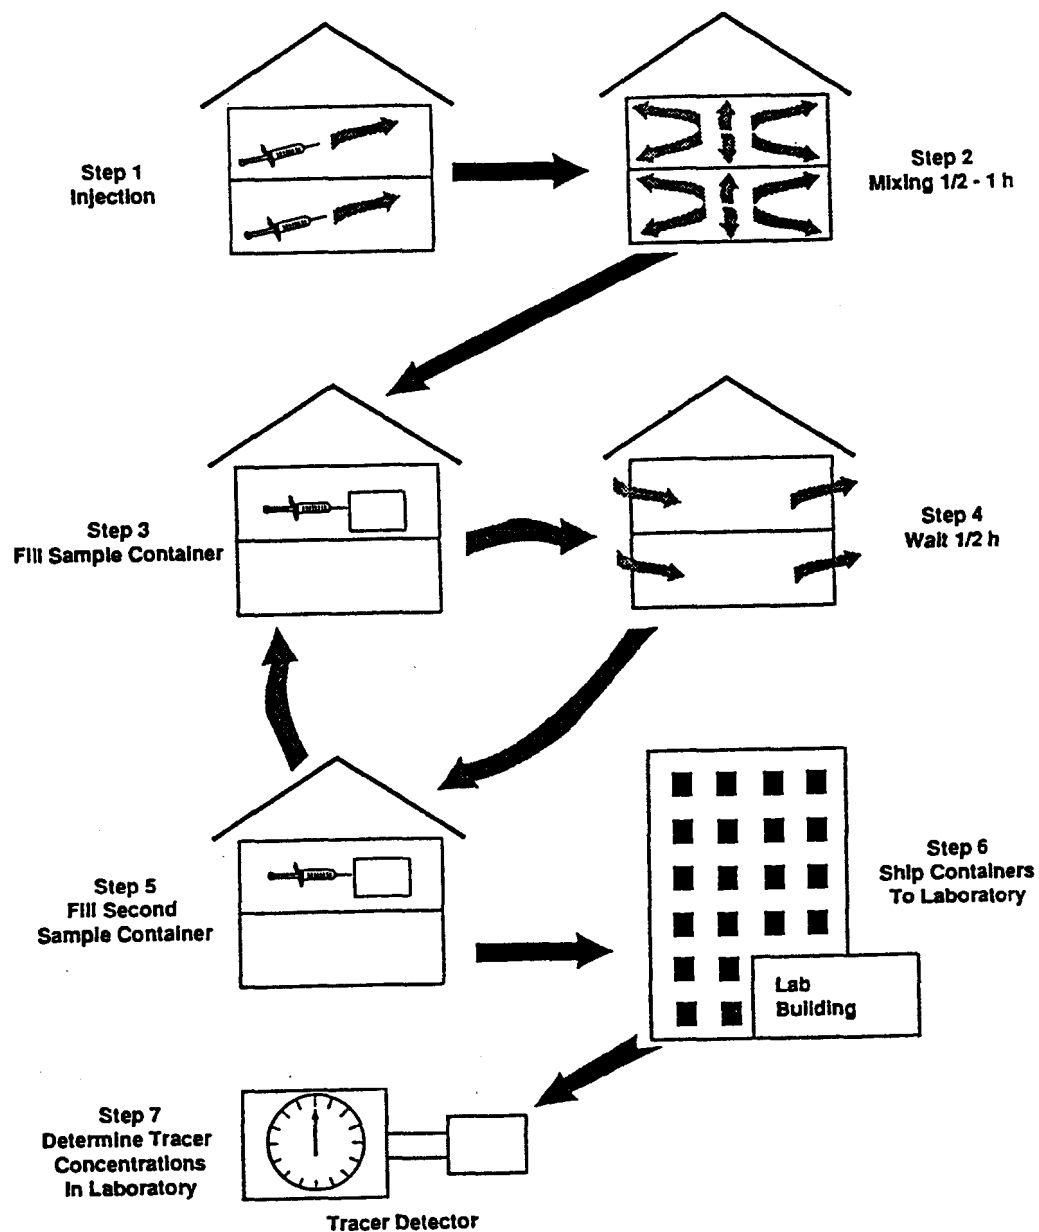 Step 1
Injection
Step 2
Mixing 1/2 - 1 h
Step 3
Fill Sample Container
Step 4
Wait 1/2 h
Step 5
Fill Second
Sample Container
Step 6
Ship Containers
To Laboratory
Lab
Building
Step 7
Determine Tracer
Concentrations
In Laboratory
Tracer Detector